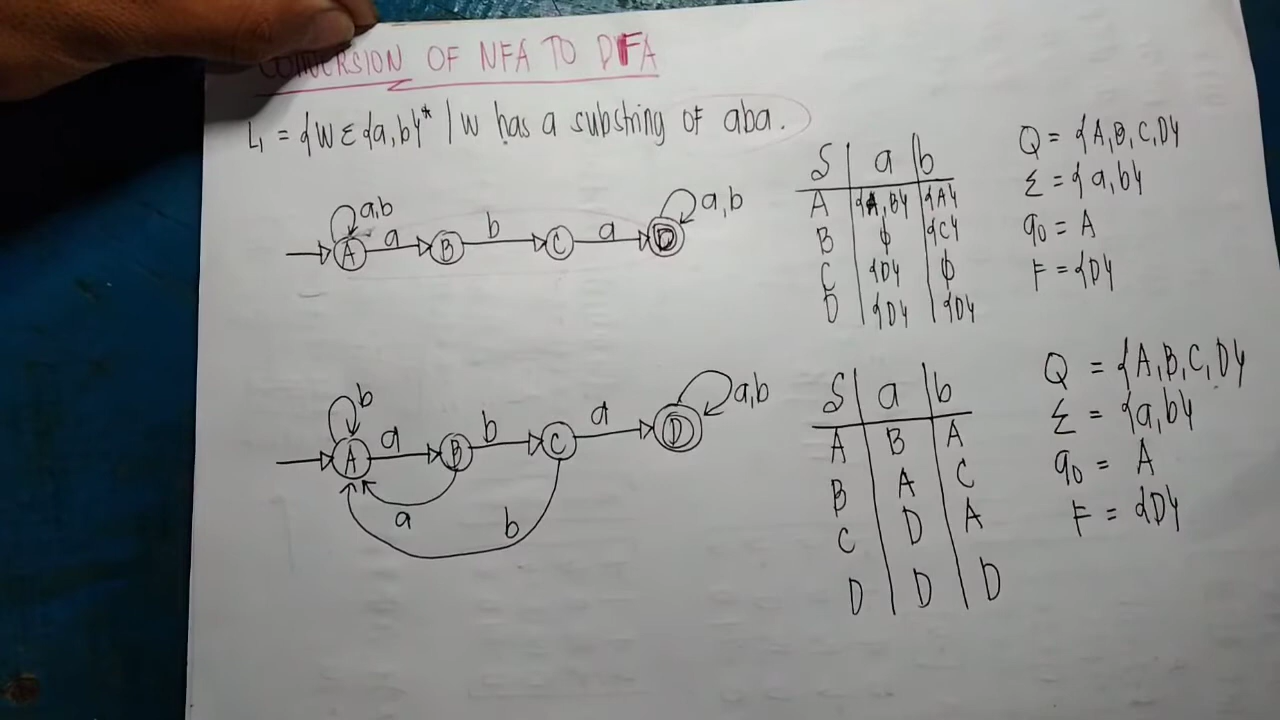 CONVERSION OF NFA TO DFA
L₁ = {W ε {a,b}* | W has a substring of aba.
S a b
A {A,B} {A}
B ϕ {C}
C {D} ϕ
D {D} {D}
Q = {A,B,C,D}
Σ = {a,b}
q₀ = A
F = {D}
a,b
a b a a,b
A B C D
S a b
A B A
B A C
C D A
D D D
Q = {A,B,C,D}
Σ = {a,b}
q₀ = A
F = {D}
b a,b
a b a
A B C D
a b